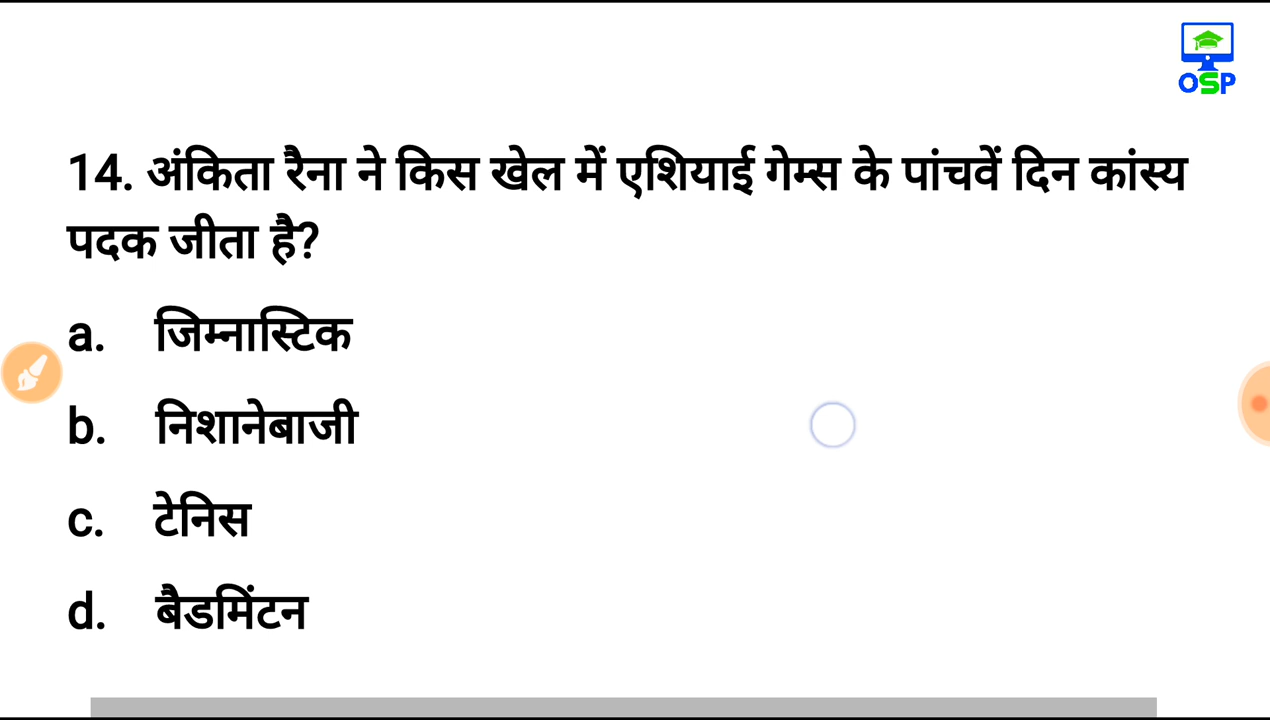 OSP
14. अंकिता रैना ने किस खेल में एशियाई गेम्स के पांचवें दिन कांस्य
पदक जीता है?
a. जिम्नास्टिक
b. निशानेबाजी
c. टेनिस
d. बैडमिंटन